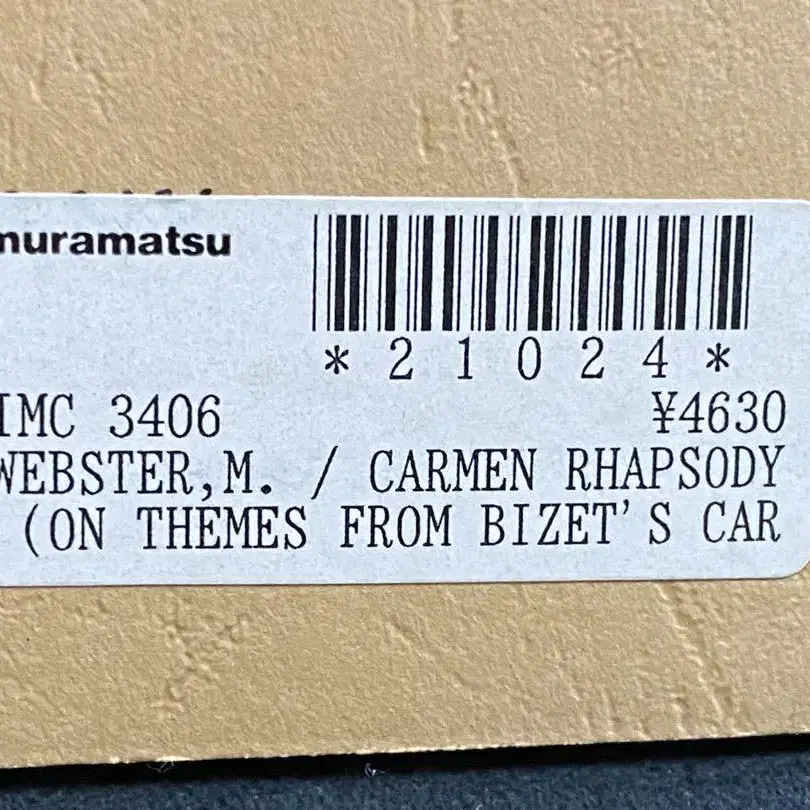 muramatsu
*21024*
IMC 3406 ¥4630
WEBSTER,M. / CARMEN RHAPSODY
(ON THEMES FROM BIZET'S CAR